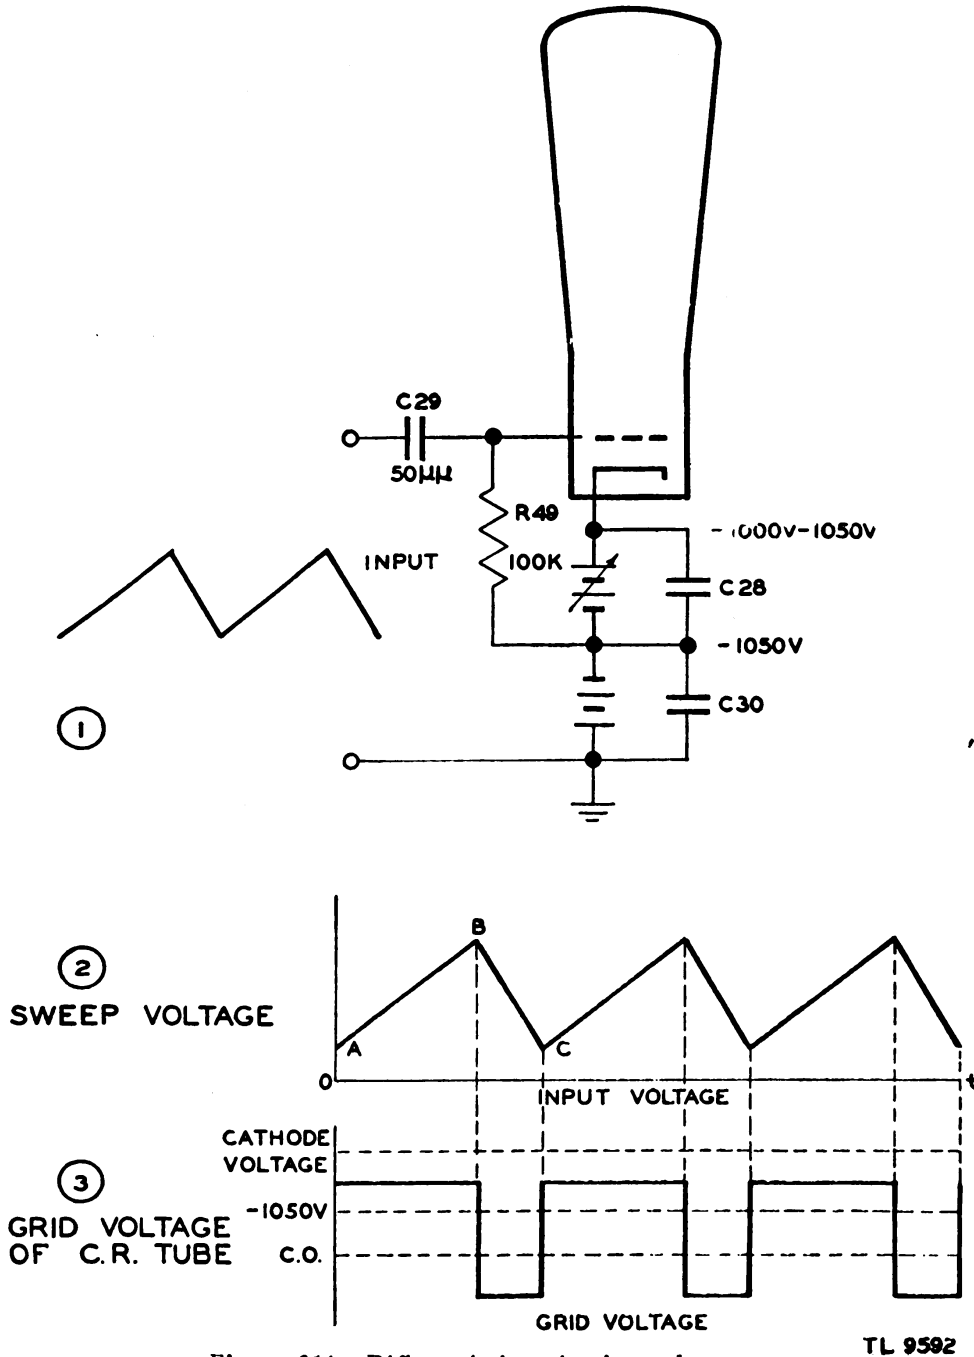 C29
50µµ
R49
100K
-1000V-1050V
INPUT
C28
-1050V
C30
1
B
2
SWEEP VOLTAGE
A
C
O
t
INPUT VOLTAGE
CATHODE
VOLTAGE
3
-1050V
GRID VOLTAGE
OF C.R. TUBE
C.O.
GRID VOLTAGE
TL 9592